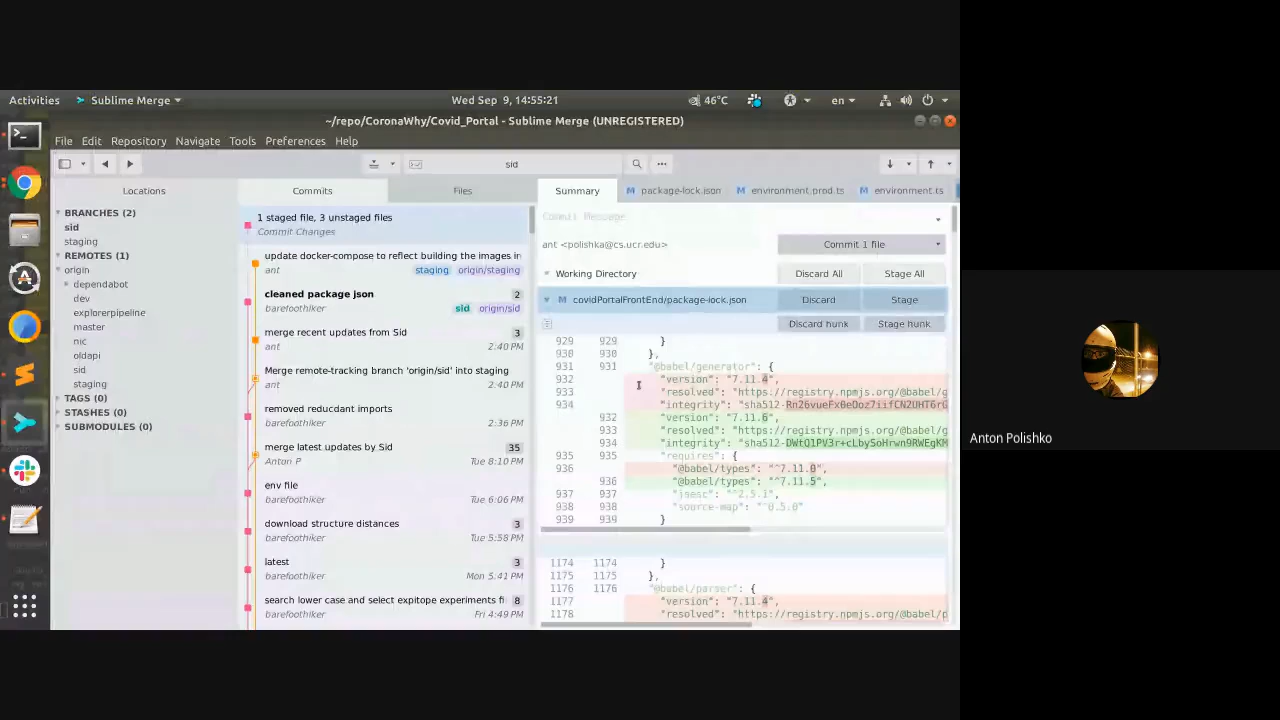 Activities
Sublime Merge
Wed Sep 9, 14:55:21
46°C
en
~/repo/CoronaWhy/Covid_Portal - Sublime Merge (UNREGISTERED)
File Edit Repository Navigate Tools Preferences Help
sid
Locations
BRANCHES (2)
sid
staging
REMOTES (1)
origin
dependabot
dev
explorerpipeline
master
nic
oldapi
sid
staging
TAGS (0)
STASHES (0)
SUBMODULES (0)
Commits Files
1 staged file, 3 unstaged files
Commit Changes
update docker-compose to reflect building the images in
ant staging origin/staging
cleaned package json 2
barefoothiker sid origin/sid
merge recent updates from Sid 3
ant 2:40 PM
Merge remote-tracking branch 'origin/sid' into staging
ant 2:40 PM
removed reducdant imports
barefoothiker 2:36 PM
merge latest updates by Sid 35
Anton P Tue 8:10 PM
env file
barefoothiker Tue 6:06 PM
download structure distances 3
barefoothiker Tue 5:58 PM
latest 3
barefoothiker Mon 5:41 PM
search lower case and select expitope experiments fi 8
barefoothiker Fri 4:49 PM
Summary M package-lock.json M environment.prod.ts M environment.ts
Commit Message
ant <polishka@cs.ucr.edu> Commit 1 file
Working Directory Discard All Stage All
M covidPortalFrontEnd/package-lock.json Discard Stage
Discard hunk Stage hunk
929 929 }
930 930 },
931 931 "@babel/generator": {
932 "version": "7.11.4",
933 "resolved": "https://registry.npmjs.org/@babel/g
934 "integrity": "sha512-
932 "version": "7.11.6",
933 "resolved": "https://registry.npmjs.org/@babel/g
934 "integrity": "sha512-DWtQ1PV3r+cLbySoHrwn9RWEgKM
935 935 "requires": {
936 "@babel/types": "^7.11.0",
936 "@babel/types": "^7.11.5",
937 937 "jsesc": "^2.5.1",
938 938 "source-map": "^0.5.0"
939 939 }
1174 1174 }
1175 1175 },
1176 1176 "@babel/parser": {
1177 "version": "7.11.4",
1178 "resolved": "https://registry.npmjs.org/@babel/p
Anton Polishko